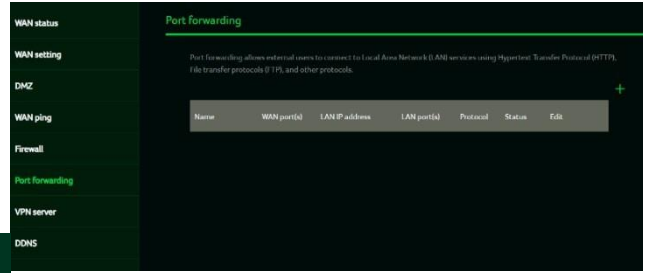 WAN status
WAN setting
DMZ
WAN ping
Firewall
Port forwarding
VPN server
DDNS
Port forwarding
Port forwarding allows external users to connect to Local Area Network (LAN) services using Hypertext Transfer Protocol (HTTP),
File transfer protocols (FTP), and other protocols.
+
Name WAN port(s) LAN IP address LAN port(s) Protocol Status Edit